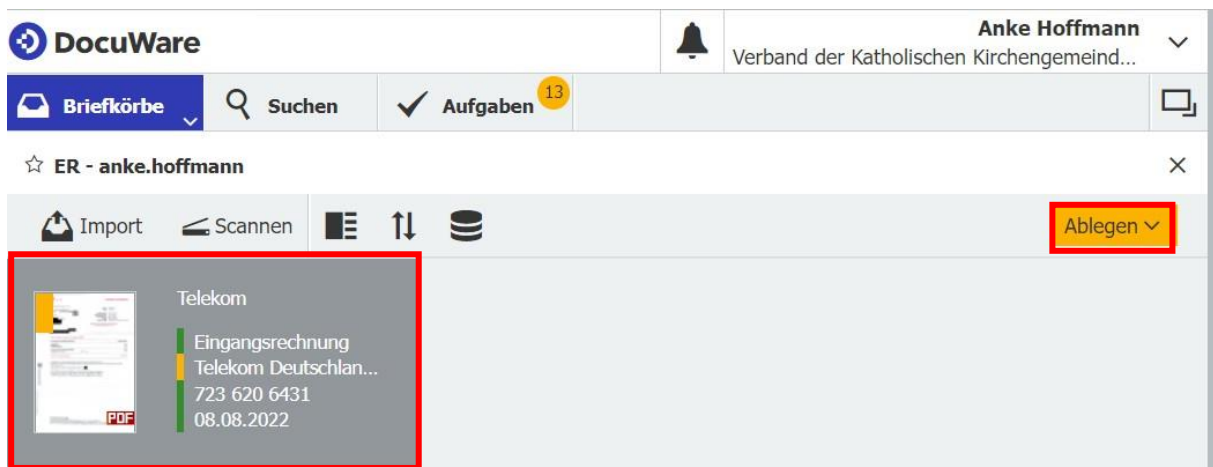 DocuWare
Anke Hoffmann
Verband der Katholischen Kirchengemeind...
Briefkörbe
Suchen
Aufgaben
13
ER - anke.hoffmann
Import
Scannen
Ablegen
Telekom
Eingangsrechnung
Telekom Deutschlan...
723 620 6431
08.08.2022
PDF